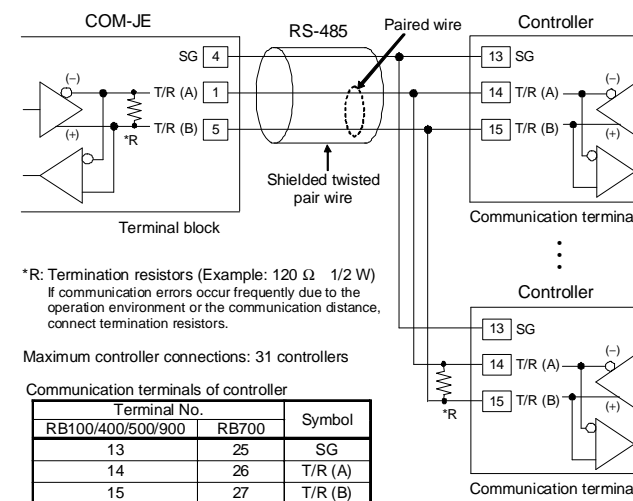 COM-JE
RS-485
Paired wire
Controller
SG 4
13 SG
(–)
T/R (A) 1
14 T/R (A)
(–)
(+)
T/R (B) 5
15 T/R (B)
(+)
*R
Shielded twisted
pair wire
Terminal block
Communication termina
*R: Termination resistors (Example: 120 Ω 1/2 W)
If communication errors occur frequently due to the
operation environment or the communication distance,
connect termination resistors.
Controller
13 SG
(–)
14 T/R (A)
15 T/R (B)
(+)
*R
Communication termina
Maximum controller connections: 31 controllers
Communication terminals of controller
Terminal No. Symbol
RB100/400/500/900 RB700
13 25 SG
14 26 T/R (A)
15 27 T/R (B)